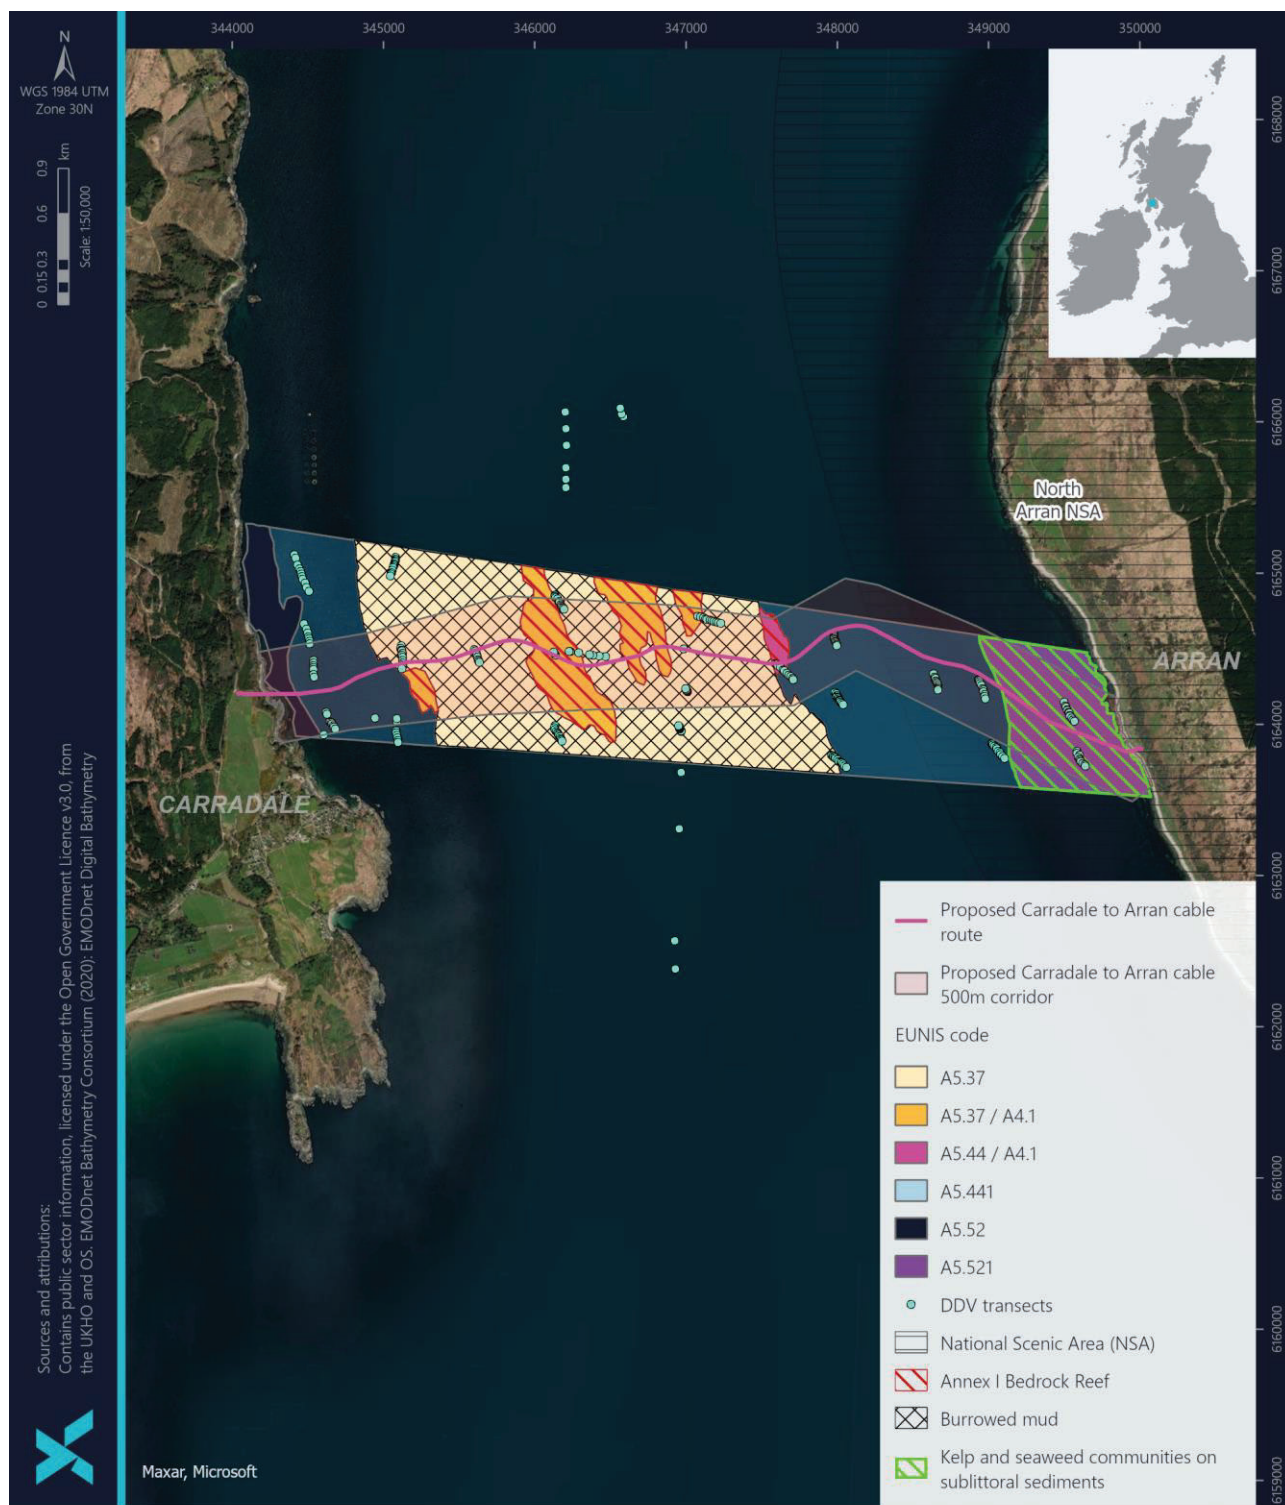 344000 345000 346000 347000 348000 349000 350000
N
WGS 1984 UTM
Zone 30N
0 0.15 0.3 0.6 0.9
km
Scale: 1:50,000
6168000
6167000
6166000
6165000
6164000
6163000
6162000
6161000
6160000
6159000
North
Arran NSA
ARRAN
CARRADALE
Proposed Carradale to Arran cable
route
Proposed Carradale to Arran cable
500m corridor
EUNIS code
A5.37
A5.37 / A4.1
A5.44 / A4.1
A5.441
A5.52
A5.521
DDV transects
National Scenic Area (NSA)
Annex I Bedrock Reef
Burrowed mud
Kelp and seaweed communities on
sublittoral sediments
Sources and attributions:
Contains public sector information, licensed under the Open Government Licence v3.0, from
the UKHO and OS. EMODnet Bathymetry Consortium (2020): EMODnet Digital Bathymetry
Maxar, Microsoft